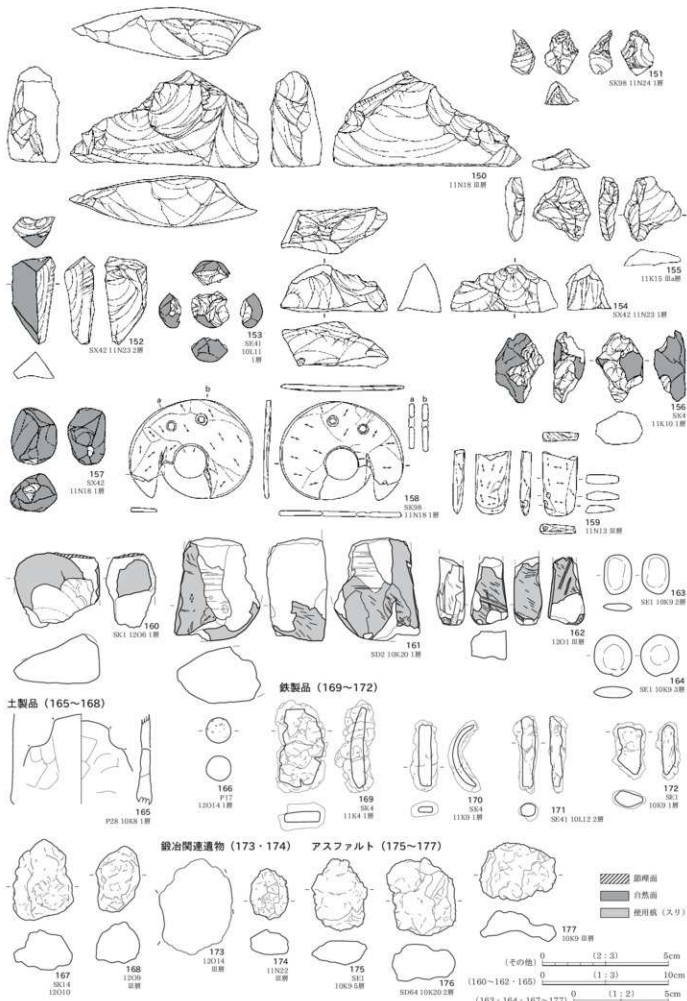 151
SK98 11N24 1層
150
11N18 Ⅲ層
155
11K15 Ⅲa層
152
SX42 11N23 2層
153
SE41
10L11
1層
154
SX42 11N23 1層
156
SK4
11K10 1層
a
b
a b
157
SX42
11N18 1層
158
SK98
11N18 1層
159
11N13 Ⅲ層
160
SK1 12O6 1層
161
SD2 10K20 1層
162
12O1 Ⅲ層
163
SE1 10K9 2層
164
SE1 10K9 3層
土製品（165～168）
鉄製品（169～172）
165
P28 10K8 1層
166
P17
12O14 1層
169
SK4
11K4 1層
170
SK4
11K9 1層
171
SE41 10L12 2層
172
SE1
10K9 1層
鍛冶関連遺物（173・174）
アスファルト（175～177）
167
SK14
12O10
168
12O9
Ⅲ層
173
12O14
Ⅲ層
174
11N22
Ⅲ層
175
SE1
10K9 5層
176
SD64 10K20 2層
177
10K9 Ⅲ層
節理面
自然面
使用痕（スリ）
（その他） 0 （2：3） 5cm
（160～162・165） 0 （1：3） 10cm
（163・164・167～177） 0 （1：2） 5cm